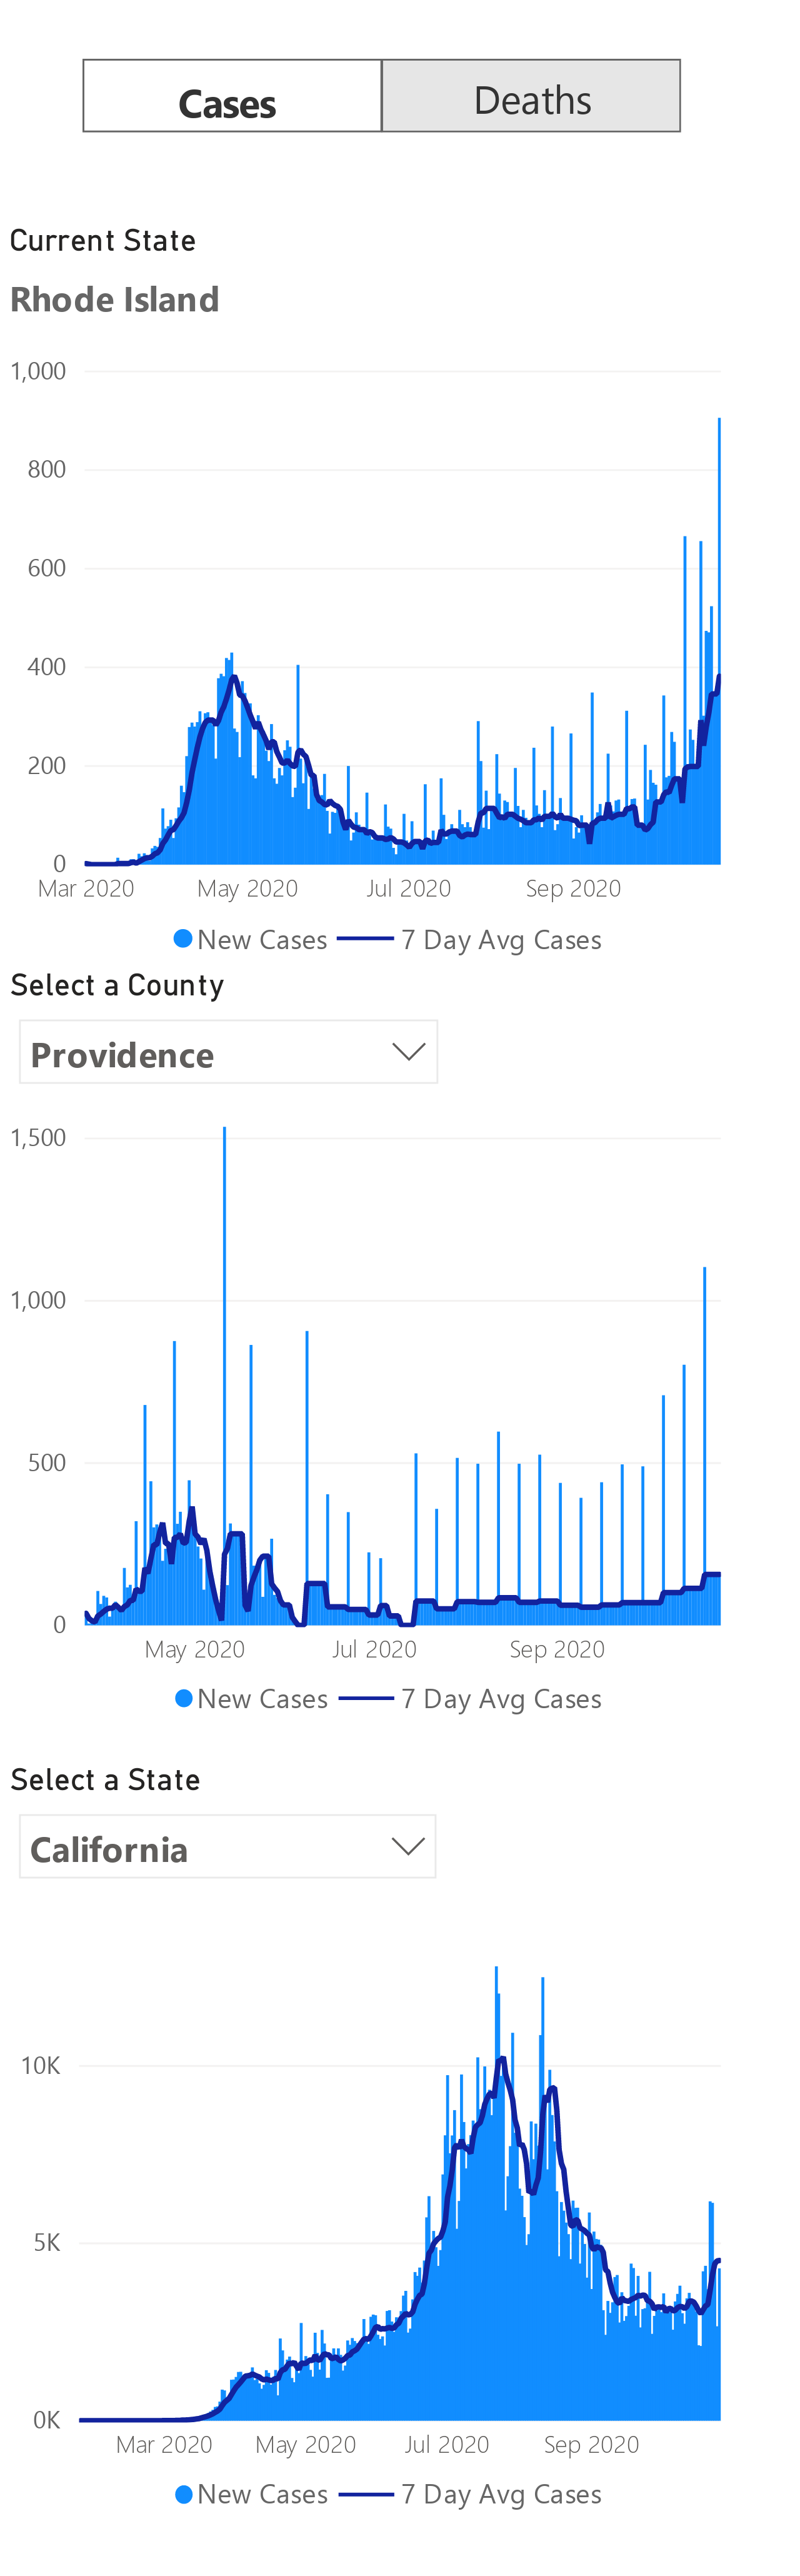 Cases Deaths
Current State
Rhode Island
1,000
800
600
400
200
0
Mar 2020 May 2020 Jul 2020 Sep 2020
New Cases 7 Day Avg Cases
Select a County
Providence
1,500
1,000
500
0
May 2020 Jul 2020 Sep 2020
New Cases 7 Day Avg Cases
Select a State
California
10K
5K
0K
Mar 2020 May 2020 Jul 2020 Sep 2020
New Cases 7 Day Avg Cases